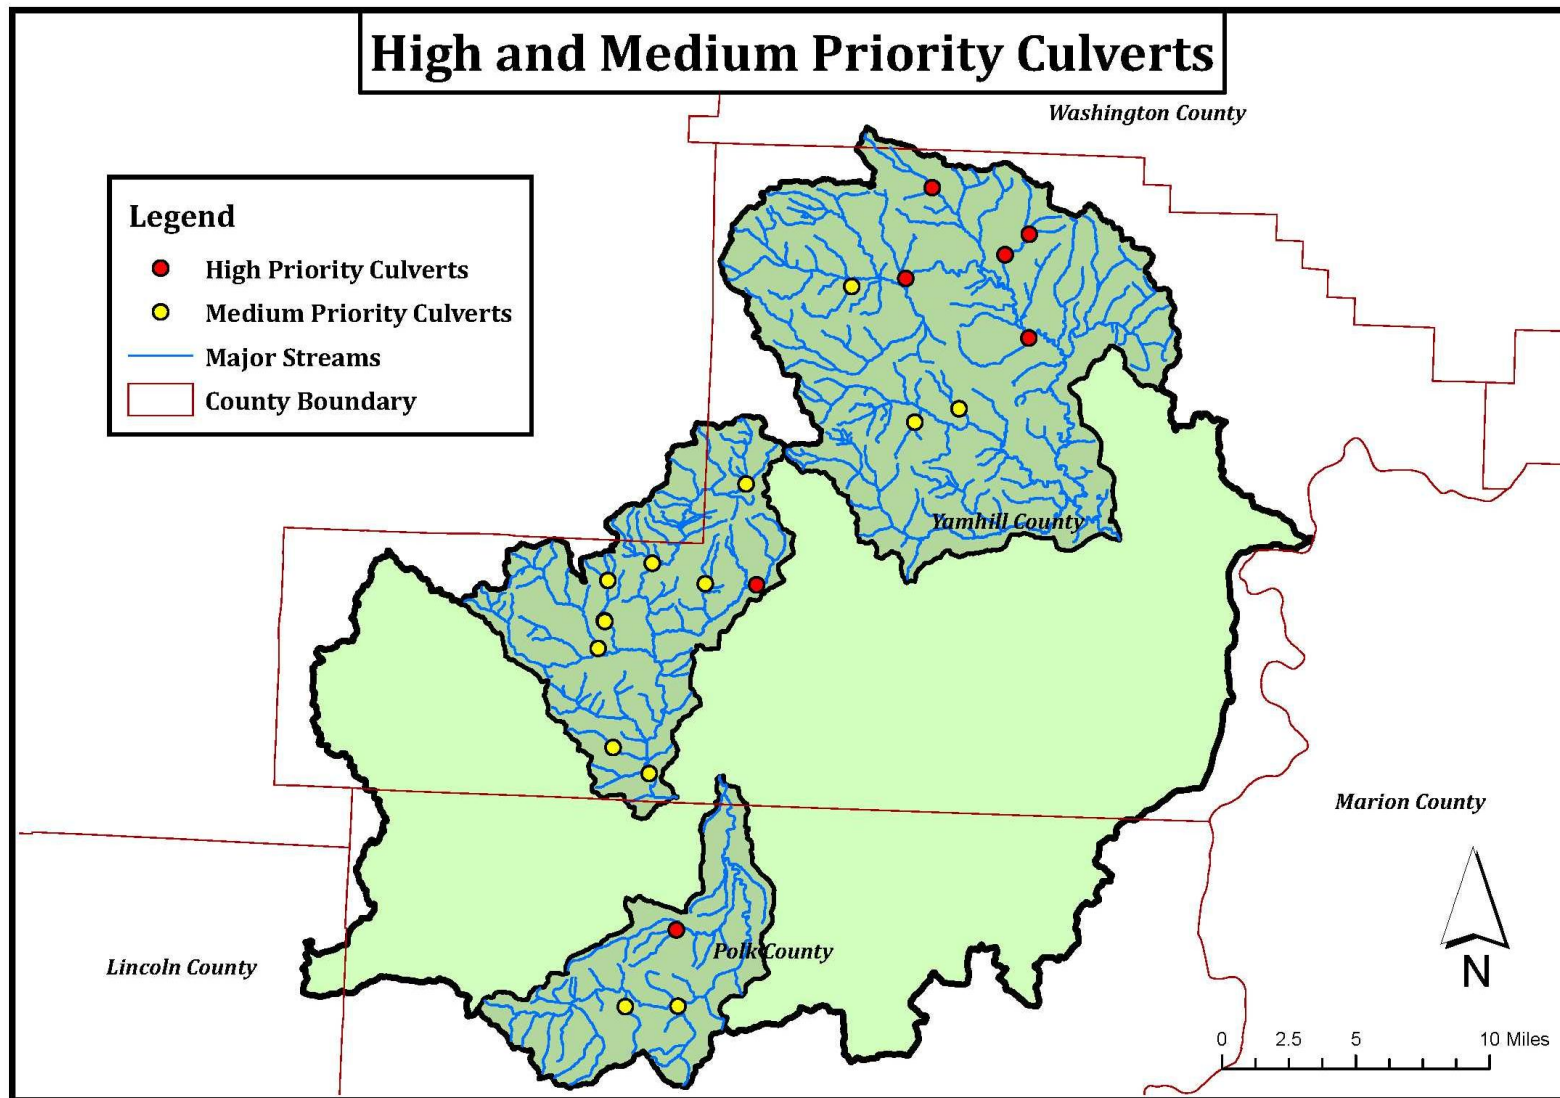 High and Medium Priority Culverts
Washington County
Legend
High Priority Culverts
Medium Priority Culverts
Major Streams
County Boundary
Yamhill County
Marion County
Polk County
Lincoln County
N
0 2.5 5 10 Miles